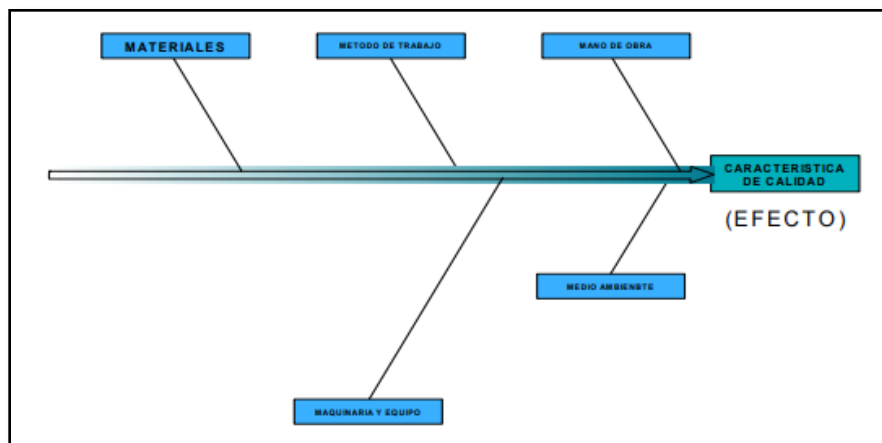 MATERIALES
METODO DE TRABAJO
MANO DE OBRA
CARACTERISTICA
DE CALIDAD
(EFECTO)
MEDIO AMBIENBTE
MAQUINARIA Y EQUIPO